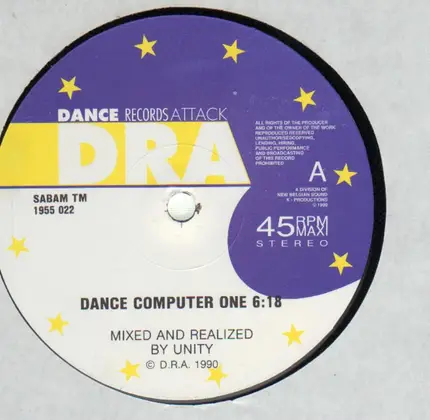 DANCE RECORDS ATTACK
DRA
SABAM TM
1955 022
ALL RIGHTS OF THE PRODUCER
AND OF THE OWNER OF THE WORK
REPRODUCED RESERVED
UNAUTHORISED COPYING,
LENDING, HIRING,
PUBLIC PERFORMANCE
AND BROADCASTING
OF THIS RECORD
PROHIBITED
A
A DIVISION OF
NEW BELGIAN SOUND
PRODUCTIONS
© 1990
45 RPM
MAXI
STEREO
DANCE COMPUTER ONE 6:18
MIXED AND REALIZED
BY UNITY
© D.R.A. 1990